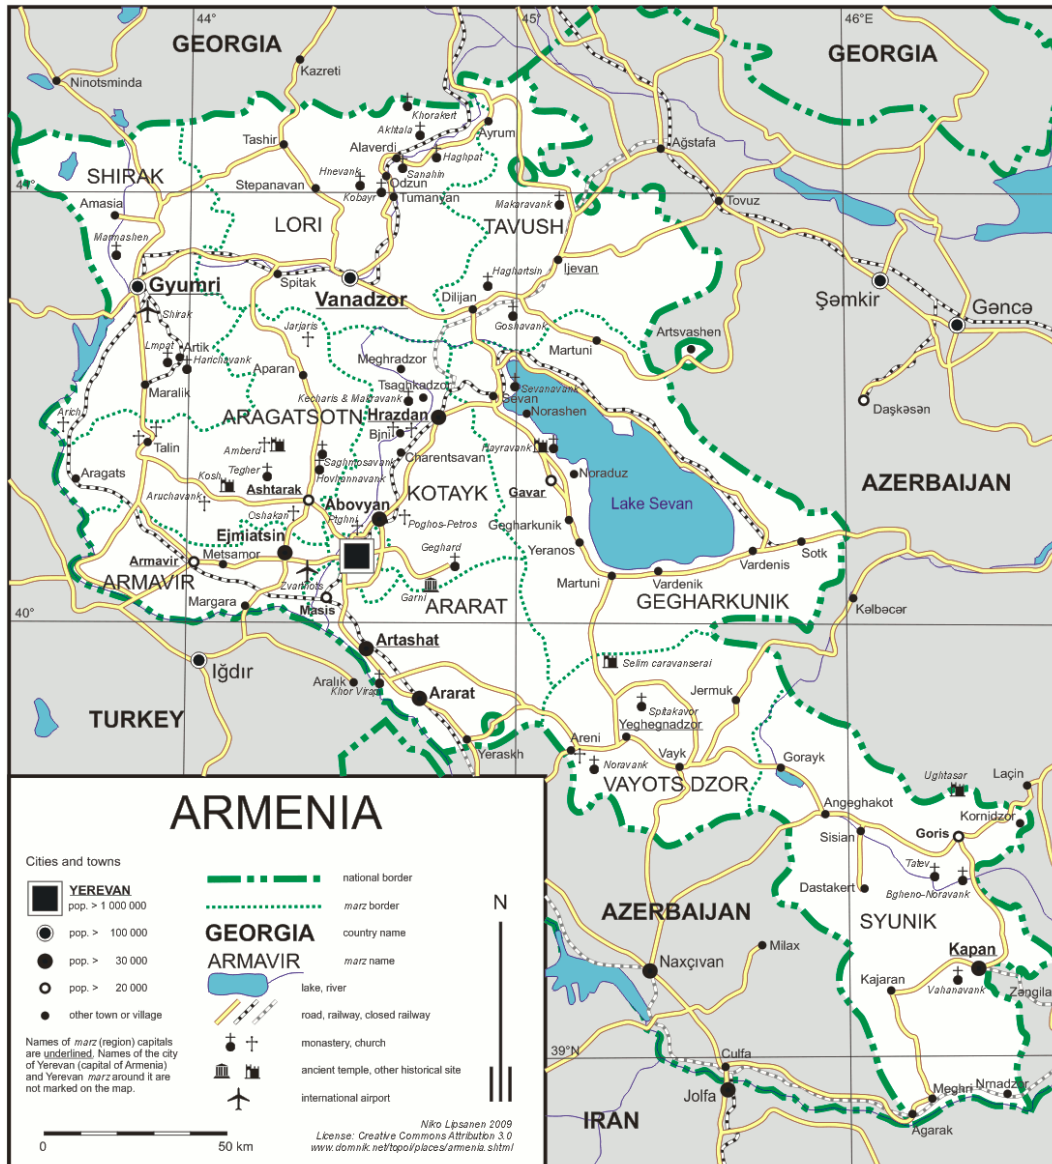 44°
45°
46°E
GEORGIA
GEORGIA
Kazreti
Ninotsminda
Khorakert
Akhtala
Ayrum
Tashir
Alaverdi
Haghpat
Ağstafa
SHIRAK
Hnevank
Sanahin
Odzun
41°
Stepanavan
Kobayr
Tumanyan
Amasia
Makaravank
Tovuz
LORI
TAVUSH
Marmashen
Ijevan
Spitak
Haghartsin
Gyumri
Vanadzor
Şəmkir
Dilijan
Gəncə
Shirak
Goshavank
Jarjaris
Artsvashen
Lmpat
Artik
Martuni
Harichavank
Meghradzor
Aparan
Tsaghkadzor
Maralik
Kecharis & Makravank
Sevanavank
Sevan
Daşkəsən
Arich
ARAGATSOTN
Hrazdan
Norashen
Talin
Bjni
Amberd
Hayravank
Saghmosavank
Charentsavan
Aragats
Tegher
Hovhannavank
Noraduz
Kosh
AZERBAIJAN
Ashtarak
KOTAYK
Gavar
Aruchavank
Abovyan
Lake Sevan
Oshakan
Ptghni
Poghos-Petros
Gegharkunik
Ejmiatsin
Yeranos
Sotk
Armavir
Metsamor
Geghard
Vardenis
ARMAVIR
Zvartnots
Martuni
Vardenik
Garni
ARARAT
GEGHARKUNIK
Kəlbəcər
Margara
Masis
40°
Artashat
Iğdır
Selim caravanserai
Aralık
Khor Virap
Ararat
Jermuk
Spitakavor
TURKEY
Yeghegnadzor
Yeraskh
Areni
Noravank
Vayk
Gorayk
VAYOTS DZOR
Ughtasar
Laçin
Angeghakot
Kornidzor
Sisian
Goris
Tatev
Dastakert
Bgheno-Noravank
AZERBAIJAN
SYUNIK
Milax
Kapan
Naxçıvan
Kajaran
Vahanavank
Zəngila
39°N
Culfa
Jolfa
Meghri
Nrnadzor
IRAN
Agarak
ARMENIA
Cities and towns
YEREVAN
pop. > 1 000 000
pop. > 100 000
pop. > 30 000
pop. > 20 000
other town or village
Names of marz (region) capitals
are underlined. Names of the city
of Yerevan (capital of Armenia)
and Yerevan marz around it are
not marked on the map.
0 50 km
national border
marz border
GEORGIA country name
ARMAVIR marz name
lake, river
road, railway, closed railway
monastery, church
ancient temple, other historical site
international airport
N
Niko Lipsanen 2009
License: Creative Commons Attribution 3.0
www.domnik.net/topoi/places/armenia.shtml